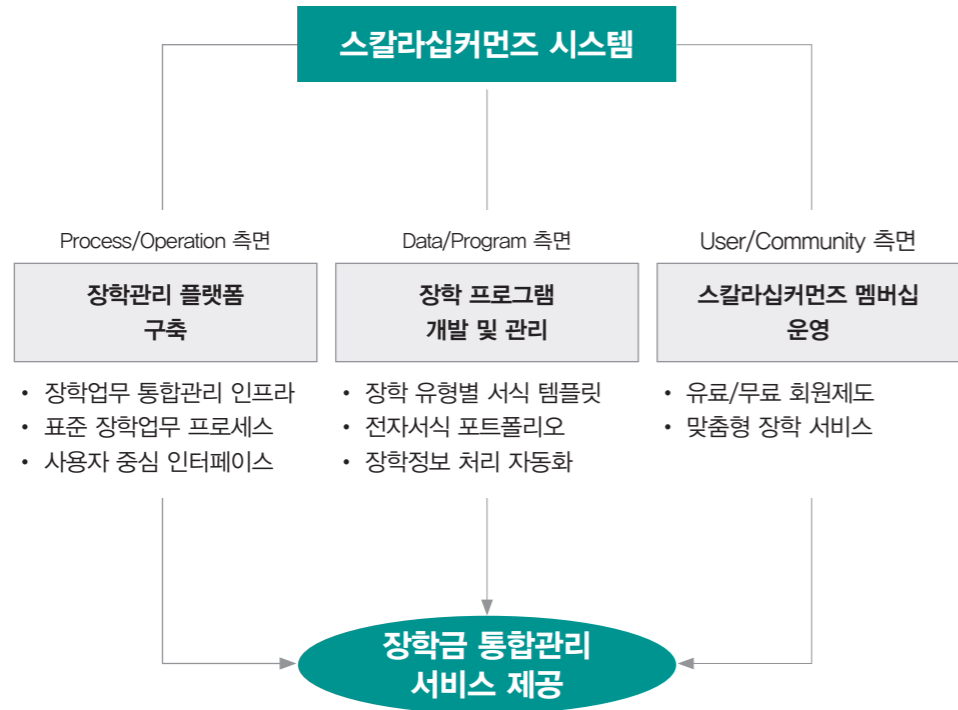 스칼라십커먼즈 시스템
Process/Operation 측면
장학관리 플랫폼
구축
• 장학업무 통합관리 인프라
• 표준 장학업무 프로세스
• 사용자 중심 인터페이스
Data/Program 측면
장학 프로그램
개발 및 관리
• 장학 유형별 서식 템플릿
• 전자서식 포트폴리오
• 장학정보 처리 자동화
User/Community 측면
스칼라십커먼즈 멤버십
운영
• 유료/무료 회원제도
• 맞춤형 장학 서비스
장학금 통합관리
서비스 제공